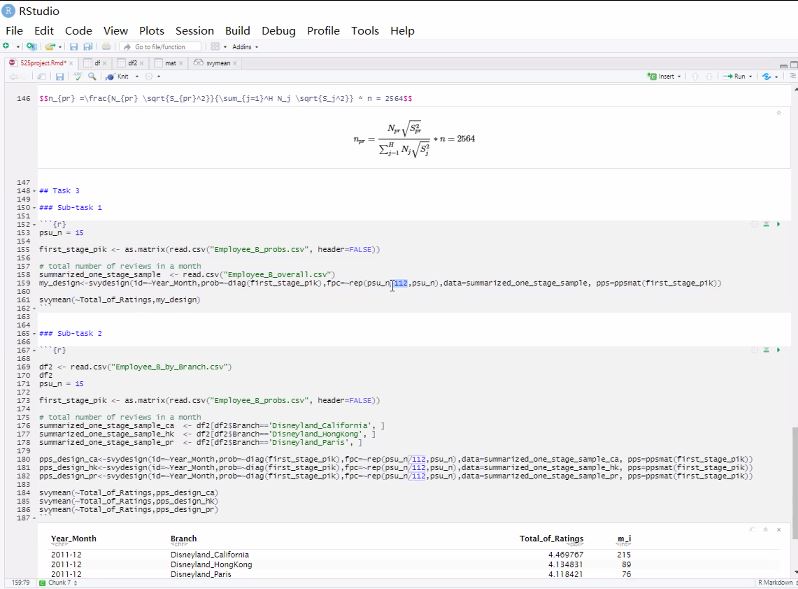 RStudio
File Edit Code View Plots Session Build Debug Profile Tools Help
Go to file/function Addins
525project.Rmd* df df2 mat svymean
Knit Insert Run
146 $$n_{pr} =\frac{N_{pr} \sqrt{S_{pr}^2}}{\sum_{j=1}^H N_j \sqrt{S_j^2}} * n = 2564$$
n_{pr} = \frac{N_{pr}\sqrt{S_{pr}^2}}{\sum_{j=1}^{H} N_j\sqrt{S_j^2}} * n = 2564
147
148 ## Task 3
149
150 ### Sub-task 1
151
152 ```{r}
153 psu_n = 15
154
155 first_stage_pik <- as.matrix(read.csv("Employee_B_probs.csv", header=FALSE))
156
157 # total number of reviews in a month
158 summarized_one_stage_sample <- read.csv("Employee_B_overall.csv")
159 my_design<-svydesign(id=~Year_Month,prob=~diag(first_stage_pik),fpc=~rep(psu_n/112,psu_n),data=summarized_one_stage_sample, pps=ppsmat(first_stage_pik))
160
161 svymean(~Total_of_Ratings,my_design)
162 ```
163
164
165 ### Sub-task 2
166
167 ```{r}
168
169 df2 <- read.csv("Employee_B_by_Branch.csv")
170 df2
171 psu_n = 15
172
173 first_stage_pik <- as.matrix(read.csv("Employee_B_probs.csv", header=FALSE))
174
175 # total number of reviews in a month
176 summarized_one_stage_sample_ca <- df2[df2$Branch=='Disneyland_California', ]
177 summarized_one_stage_sample_hk <- df2[df2$Branch=='Disneyland_HongKong', ]
178 summarized_one_stage_sample_pr <- df2[df2$Branch=='Disneyland_Paris', ]
179
180 pps_design_ca<-svydesign(id=~Year_Month,prob=~diag(first_stage_pik),fpc=~rep(psu_n/112,psu_n),data=summarized_one_stage_sample_ca, pps=ppsmat(first_stage_pik))
181 pps_design_hk<-svydesign(id=~Year_Month,prob=~diag(first_stage_pik),fpc=~rep(psu_n/112,psu_n),data=summarized_one_stage_sample_hk, pps=ppsmat(first_stage_pik))
182 pps_design_pr<-svydesign(id=~Year_Month,prob=~diag(first_stage_pik),fpc=~rep(psu_n/112,psu_n),data=summarized_one_stage_sample_pr, pps=ppsmat(first_stage_pik))
183
184 svymean(~Total_of_Ratings,pps_design_ca)
185 svymean(~Total_of_Ratings,pps_design_hk)
186 svymean(~Total_of_Ratings,pps_design_pr)
187 ```
Year_Month Branch Total_of_Ratings m_i
<chr> <chr> <dbl> <int>
2011-12 Disneyland_California 4.469767 215
2011-12 Disneyland_HongKong 4.134831 89
2011-12 Disneyland_Paris 4.118421 76
159:79 Chunk 7 R Markdown